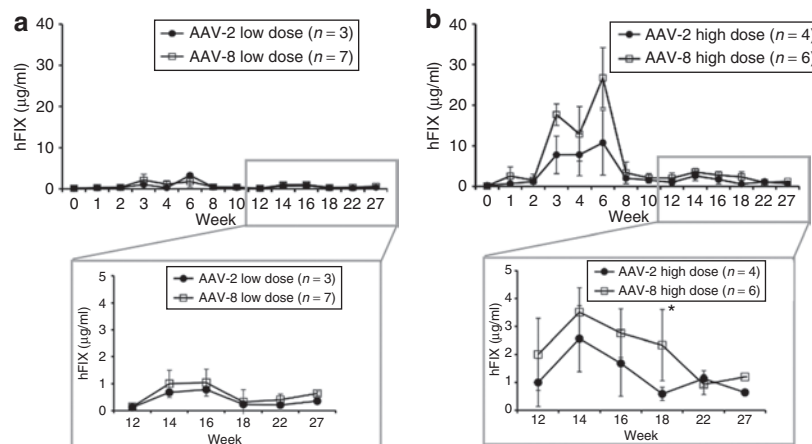 a
40
30
20
10
0
hFIX (µg/ml)
AAV-2 low dose (n = 3)
AAV-8 low dose (n = 7)
0 1 2 3 4 6 8 10 12 14 16 18 22 27
Week
5
4
3
2
1
0
hFIX (µg/ml)
AAV-2 low dose (n = 3)
AAV-8 low dose (n = 7)
12 14 16 18 22 27
Week
b
40
30
20
10
0
hFIX (µg/ml)
AAV-2 high dose (n = 4)
AAV-8 high dose (n = 6)
0 1 2 3 4 6 8 10 12 14 16 18 22 27
Week
5
4
3
2
1
0
hFIX (µg/ml)
AAV-2 high dose (n = 4)
AAV-8 high dose (n = 6)
*
12 14 16 18 22 27
Week